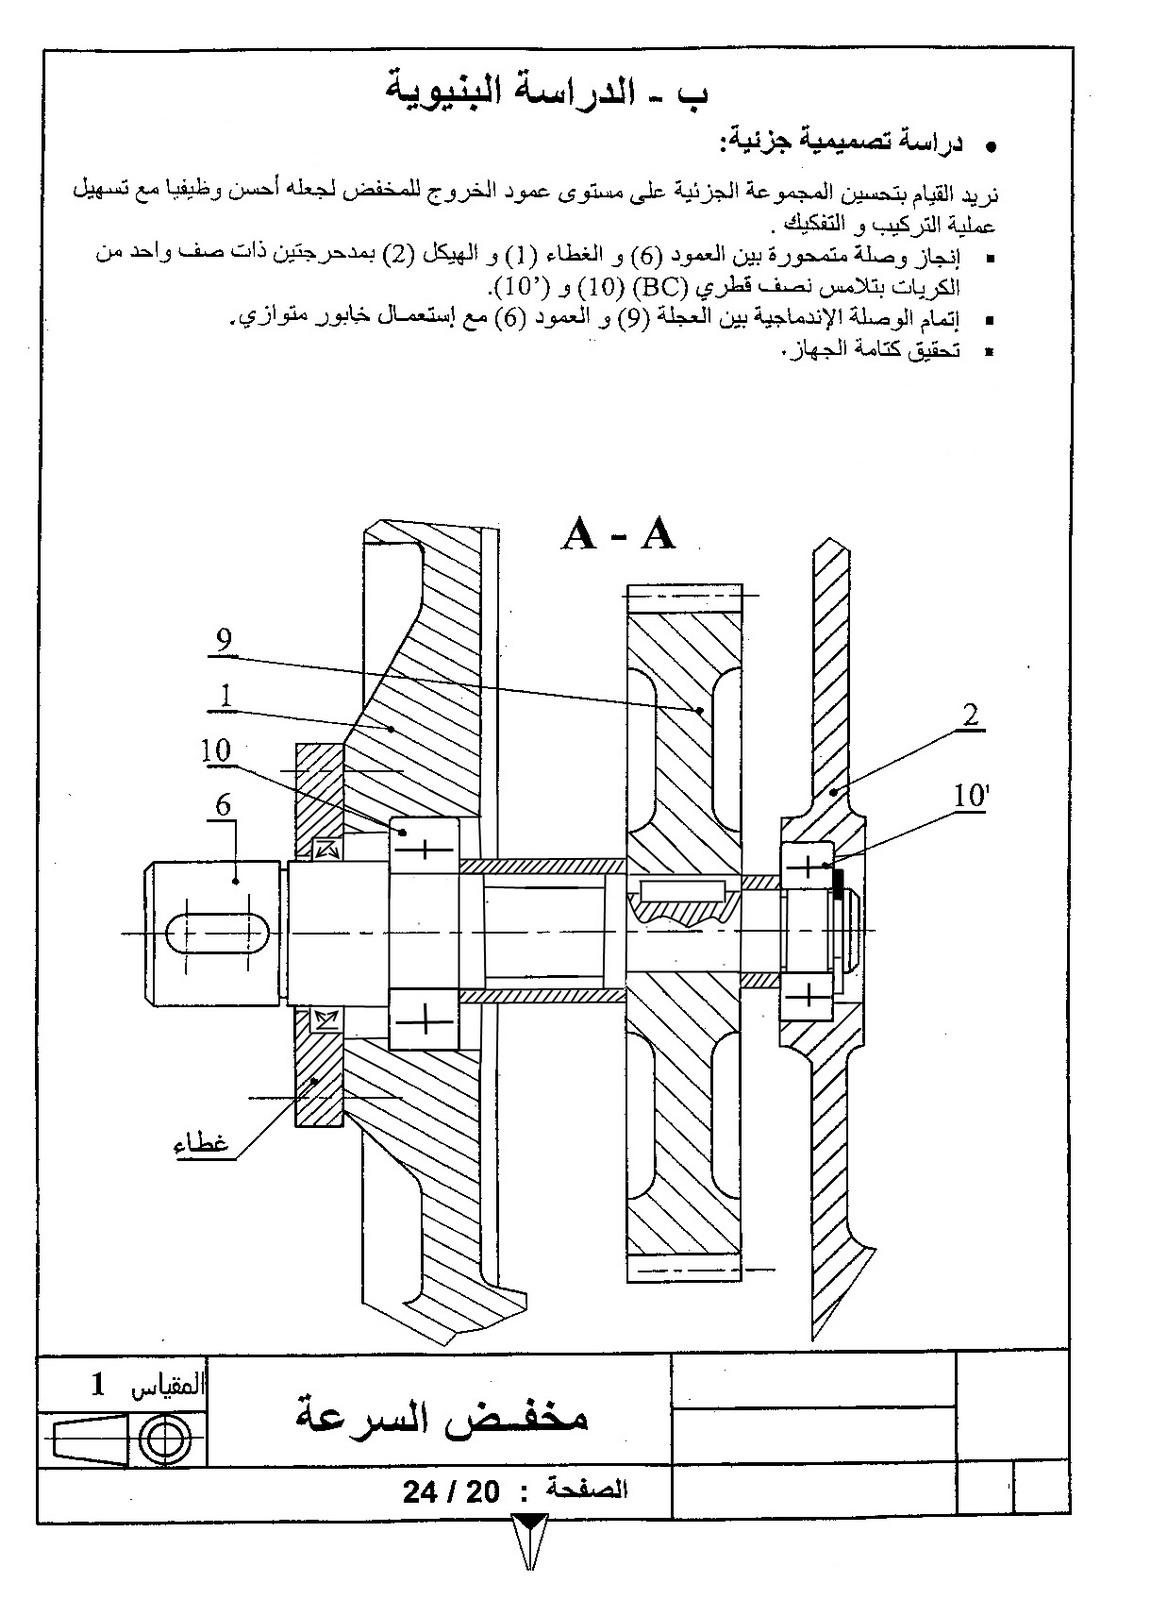 ب - الدراسة البنيوية
• دراسة تصميمية جزئية:
نريد القيام بتحسين المجموعة الجزئية على مستوى عمود الخروج للمخفض لجعله أحسن وظيفيا مع تسهيل
عملية التركيب و التفكيك .
▪ إنجاز وصلة متمحورة بين العمود (6) و الغطاء (1) و الهيكل (2) بمدحرجتين ذات صف واحد من
الكريات بتلامس نصف قطري (BC) (10) و (10’).
▪ إتمام الوصلة الإندماجية بين العجلة (9) و العمود (6) مع إستعمـال خابور متوازي.
▪ تحقيق كتامة الجهاز.
A - A
9
1
10
6
2
10'
غطاء
المقياس 1
مخفـض السرعة
الصفحة : 20 / 24